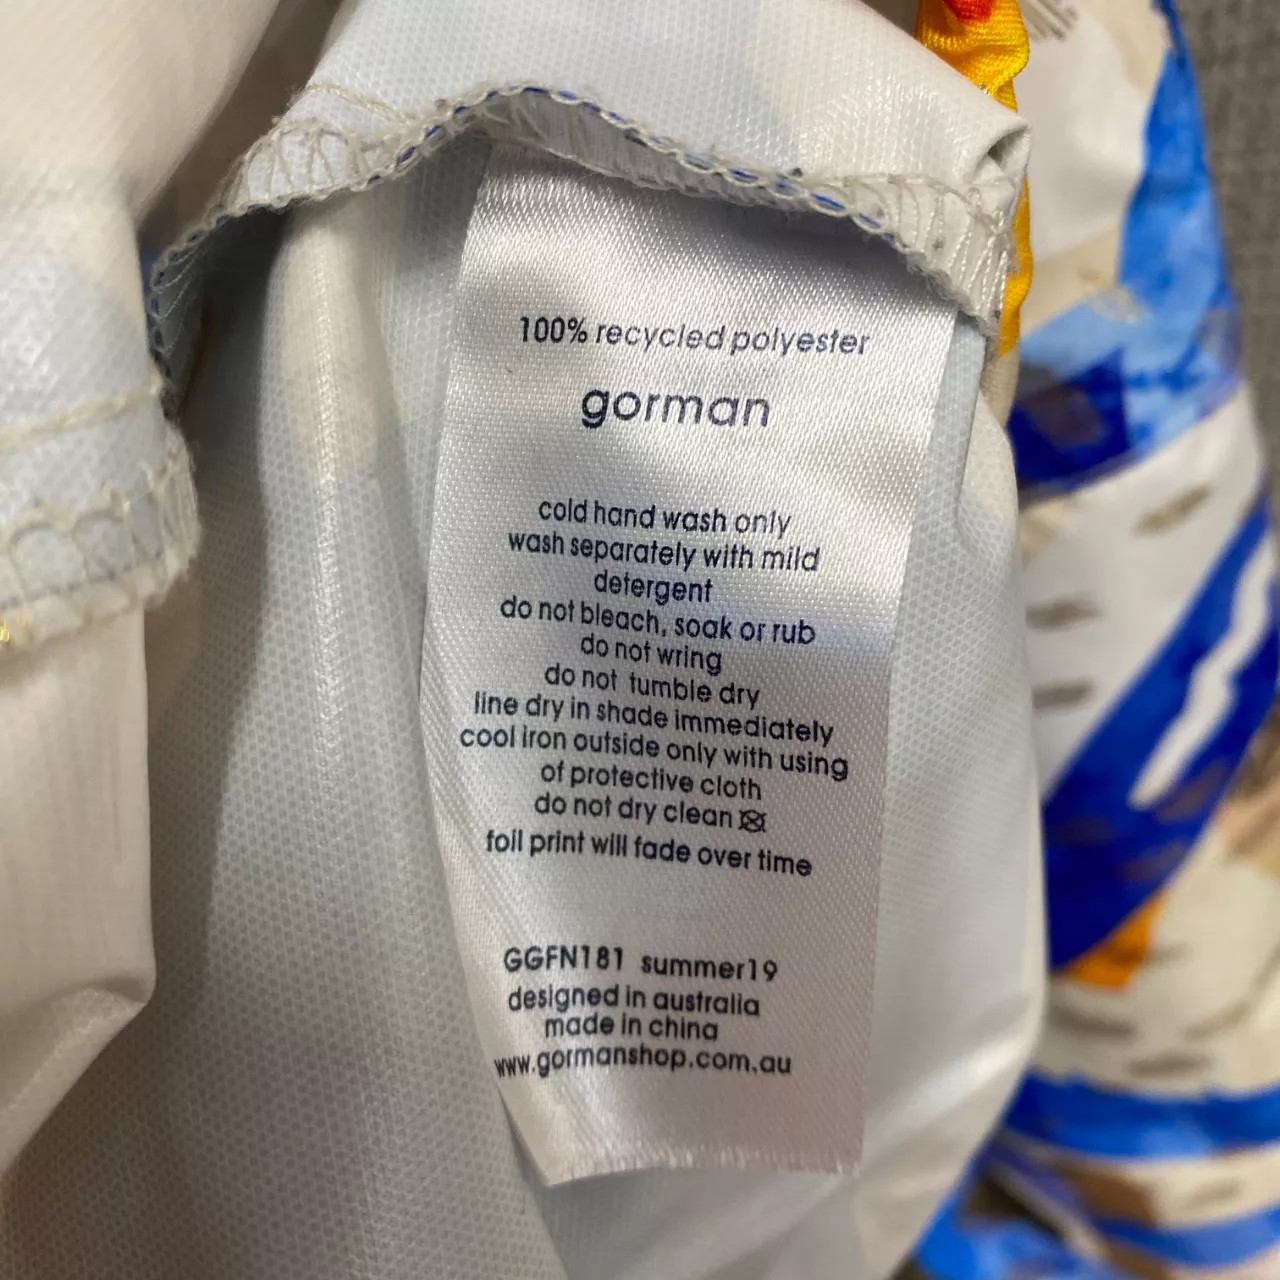 100% recycled polyester
gorman
cold hand wash only
wash separately with mild
detergent
do not bleach, soak or rub
do not wring
do not tumble dry
line dry in shade immediately
cool iron outside only with using
of protective cloth
do not dry clean
foil print will fade over time
GGFN181 summer19
designed in australia
made in china
www.gormanshop.com.au